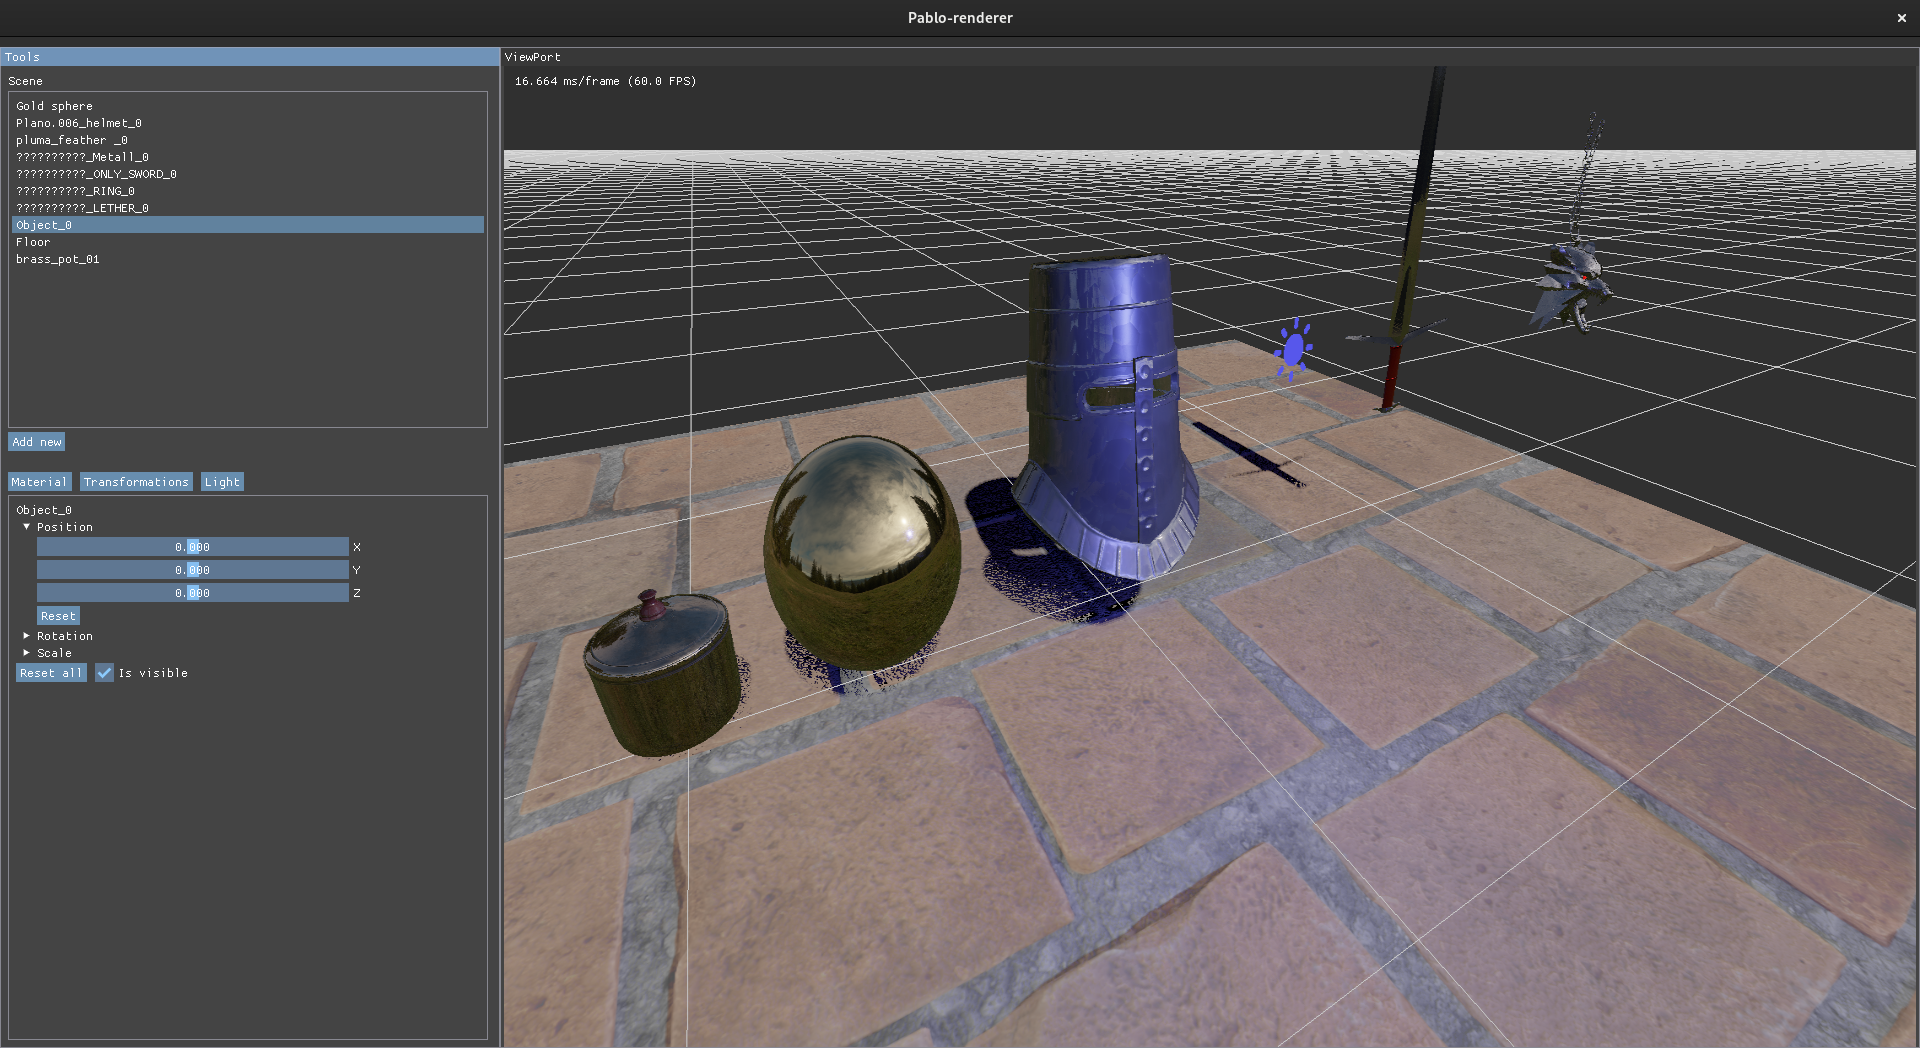 Pablo-renderer
Tools
Scene
Gold sphere
Plano.006_helmet_0
pluma_feather _0
??????????_Metall_0
??????????_ONLY_SWORD_0
??????????_RING_0
??????????_LETHER_0
Object_0
Floor
brass_pot_01
Add new
Material Transformations Light
Object_0
Position
0.000 X
0.000 Y
0.000 Z
Reset
Rotation
Scale
Reset all Is visible
ViewPort
16.664 ms/frame (60.0 FPS)